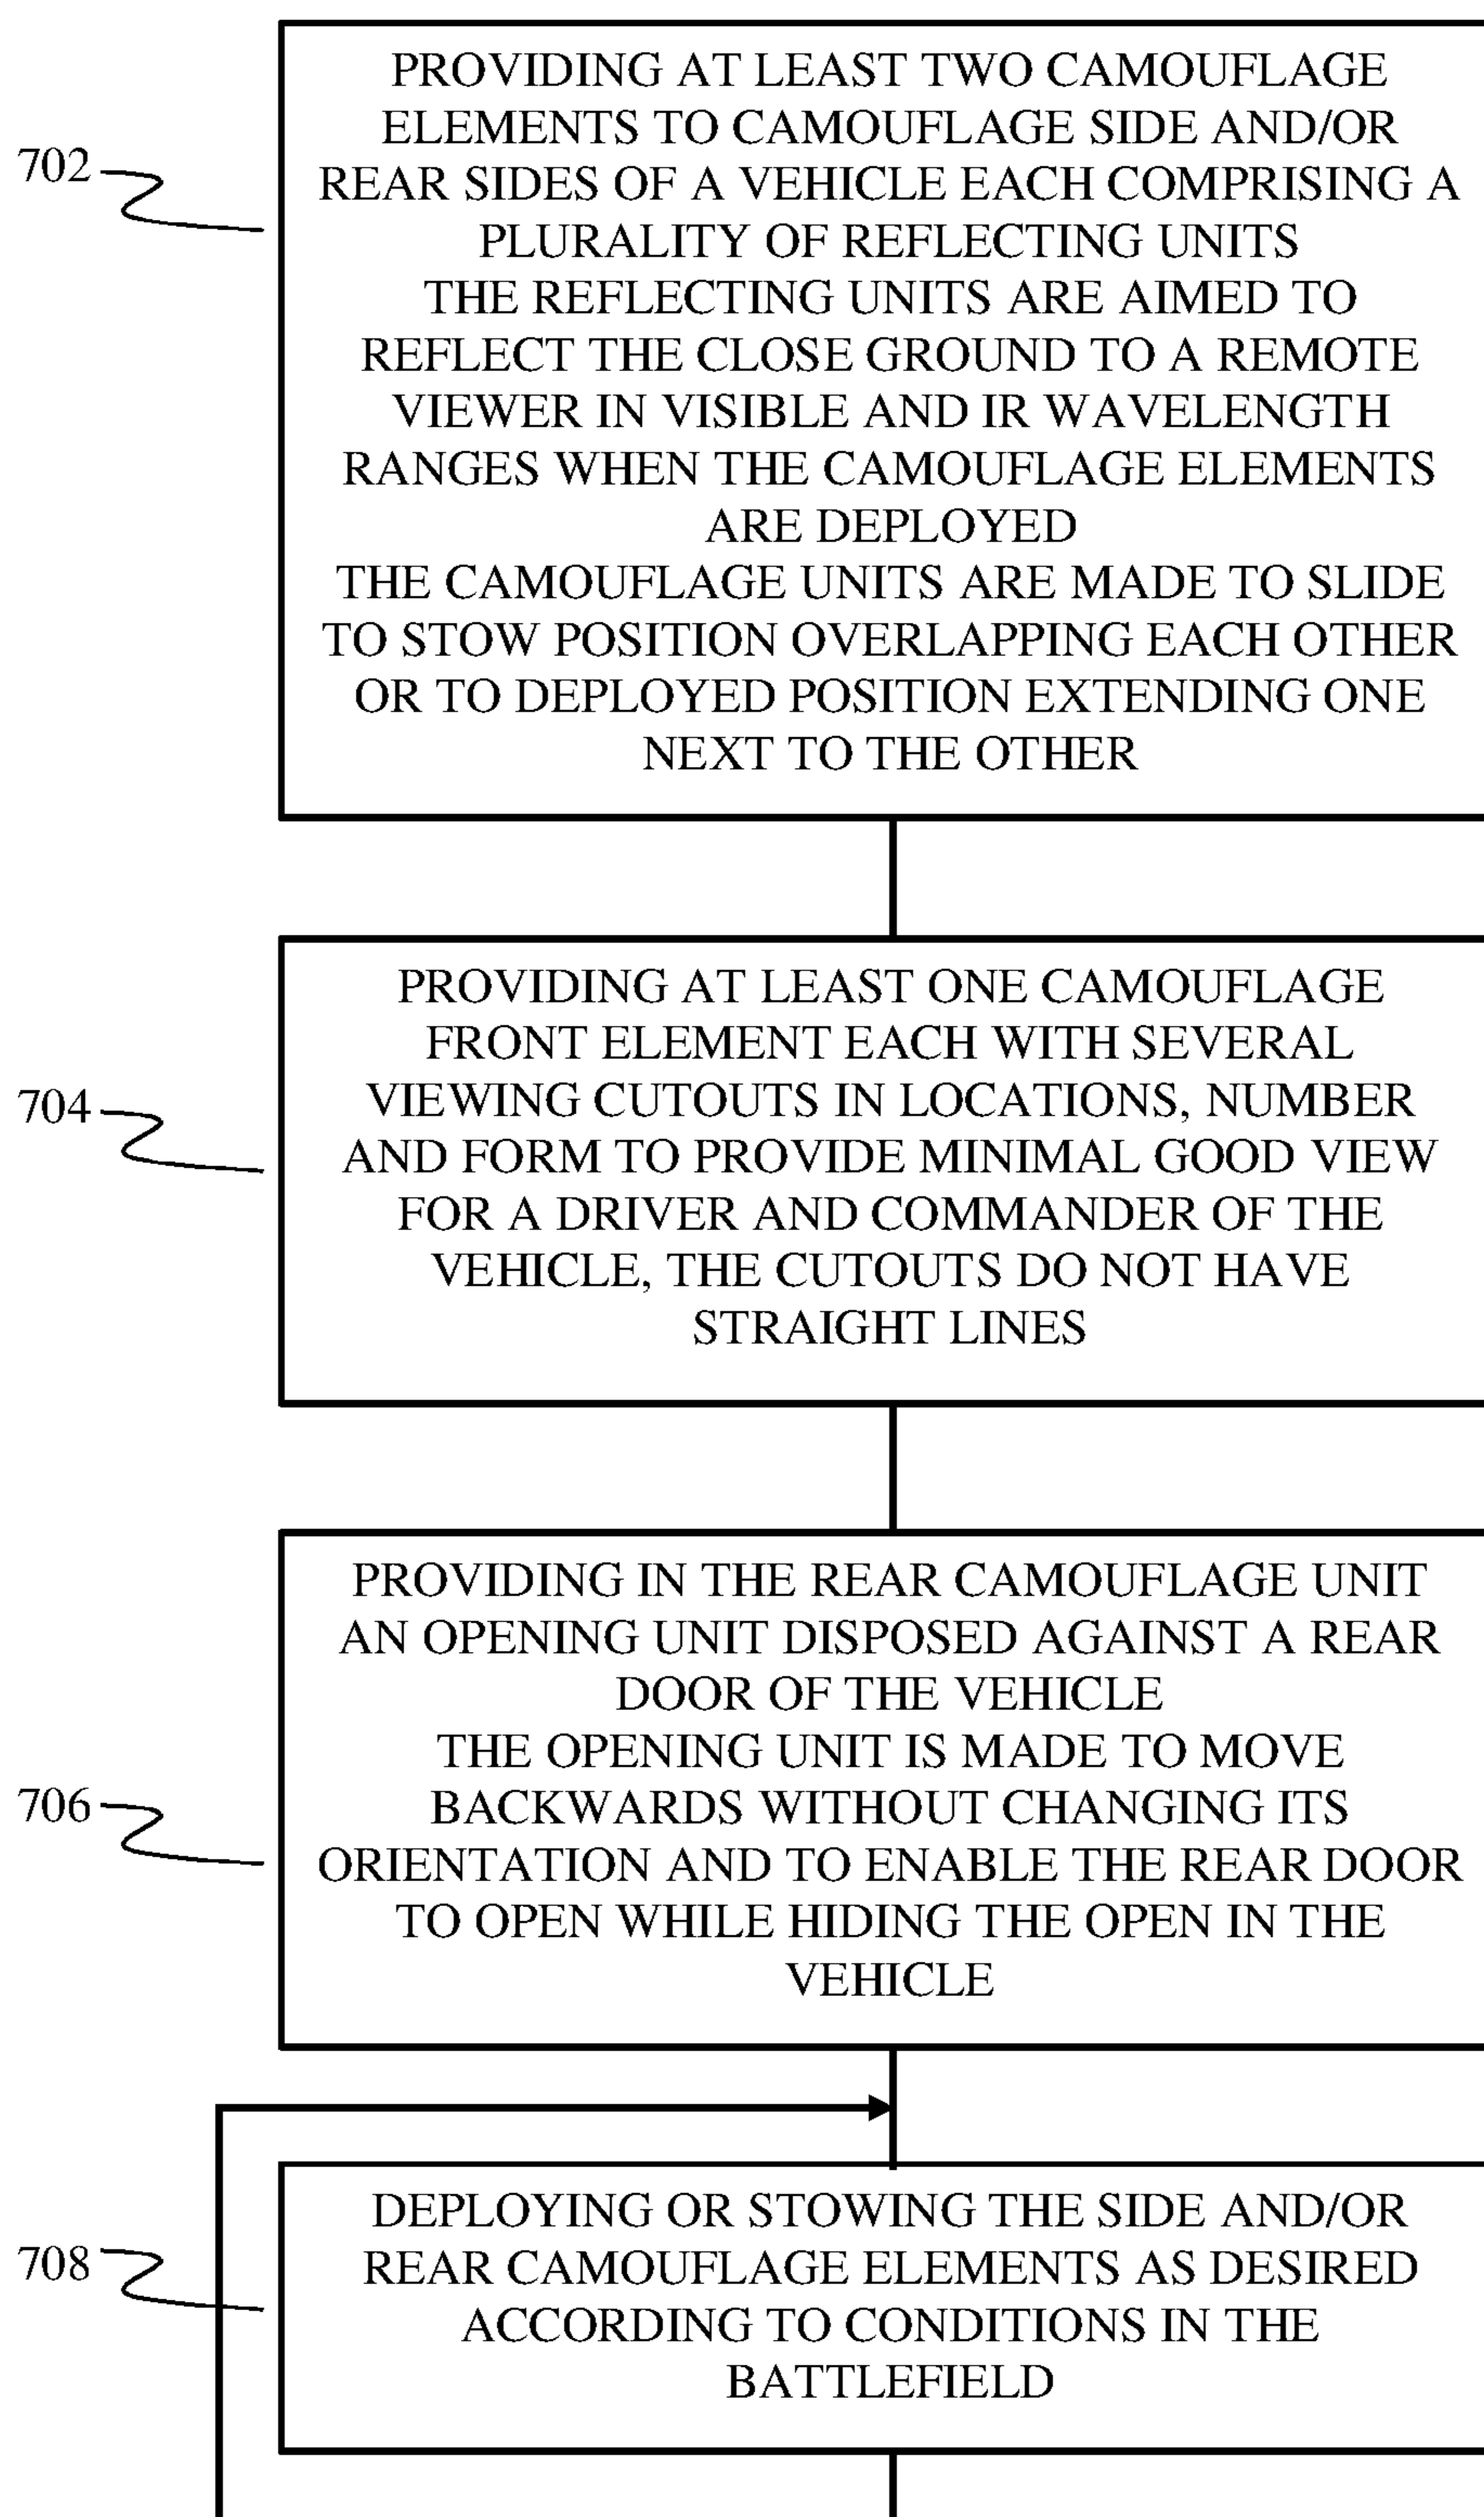 PROVIDING AT LEAST TWO CAMOUFLAGE
ELEMENTS TO CAMOUFLAGE SIDE AND/OR
REAR SIDES OF A VEHICLE EACH COMPRISING A
PLURALITY OF REFLECTING UNITS
THE REFLECTING UNITS ARE AIMED TO
REFLECT THE CLOSE GROUND TO A REMOTE
VIEWER IN VISIBLE AND IR WAVELENGTH
RANGES WHEN THE CAMOUFLAGE ELEMENTS
ARE DEPLOYED
THE CAMOUFLAGE UNITS ARE MADE TO SLIDE
TO STOW POSITION OVERLAPPING EACH OTHER
OR TO DEPLOYED POSITION EXTENDING ONE
NEXT TO THE OTHER
702
PROVIDING AT LEAST ONE CAMOUFLAGE
FRONT ELEMENT EACH WITH SEVERAL
VIEWING CUTOUTS IN LOCATIONS, NUMBER
AND FORM TO PROVIDE MINIMAL GOOD VIEW
FOR A DRIVER AND COMMANDER OF THE
VEHICLE, THE CUTOUTS DO NOT HAVE
STRAIGHT LINES
704
PROVIDING IN THE REAR CAMOUFLAGE UNIT
AN OPENING UNIT DISPOSED AGAINST A REAR
DOOR OF THE VEHICLE
THE OPENING UNIT IS MADE TO MOVE
BACKWARDS WITHOUT CHANGING ITS
ORIENTATION AND TO ENABLE THE REAR DOOR
TO OPEN WHILE HIDING THE OPEN IN THE
VEHICLE
706
DEPLOYING OR STOWING THE SIDE AND/OR
REAR CAMOUFLAGE ELEMENTS AS DESIRED
ACCORDING TO CONDITIONS IN THE
BATTLEFIELD
708